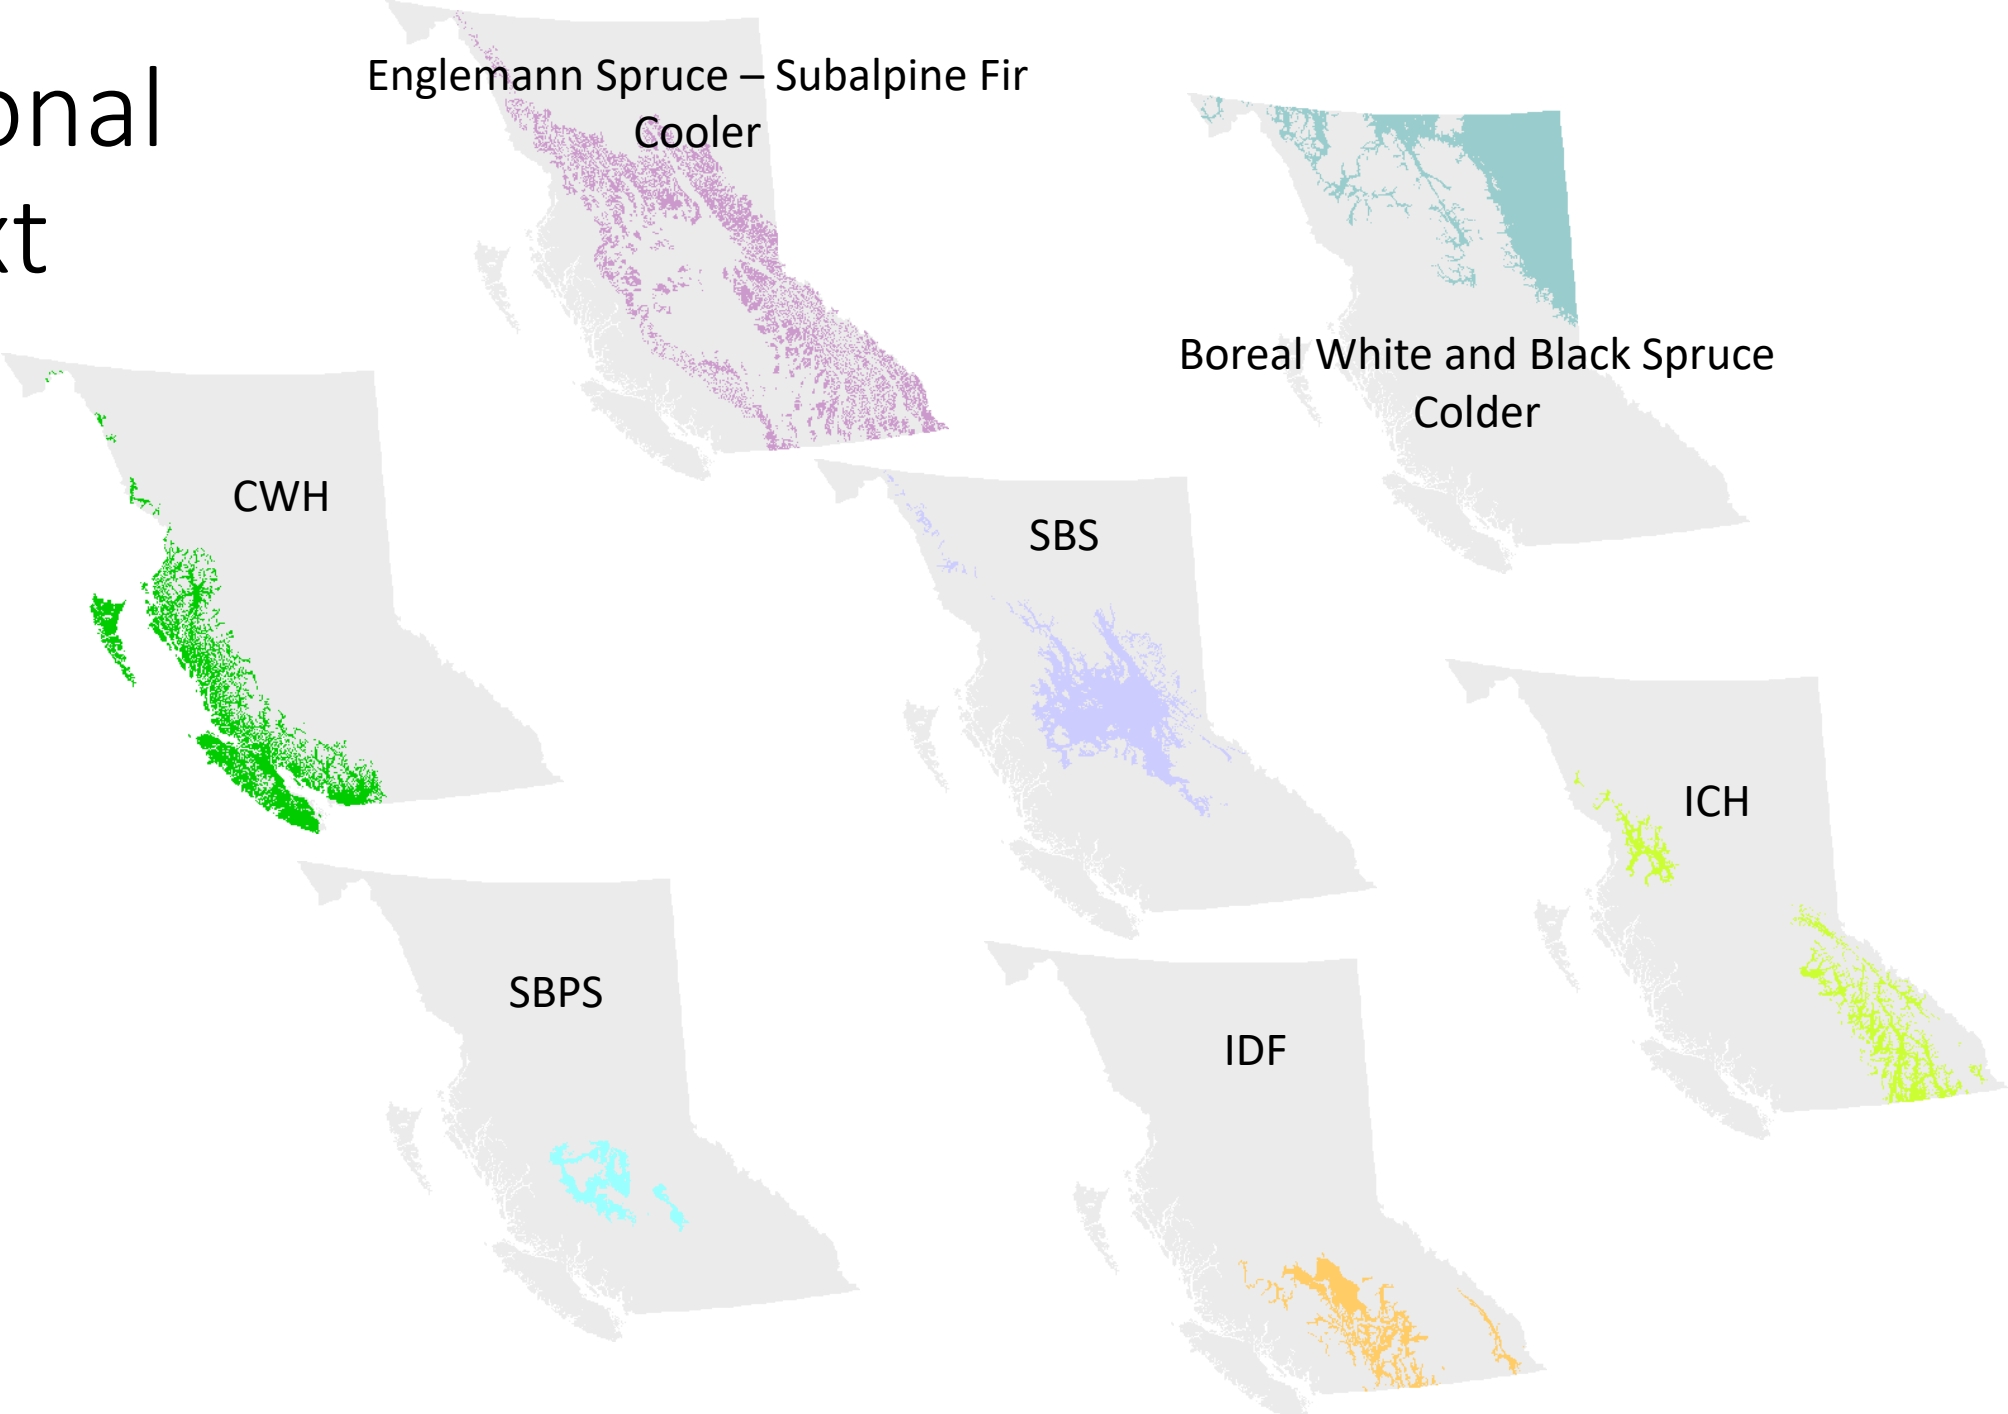 onal
xt
Englemann Spruce – Subalpine Fir
Cooler
Boreal White and Black Spruce
Colder
CWH
SBS
ICH
SBPS
IDF